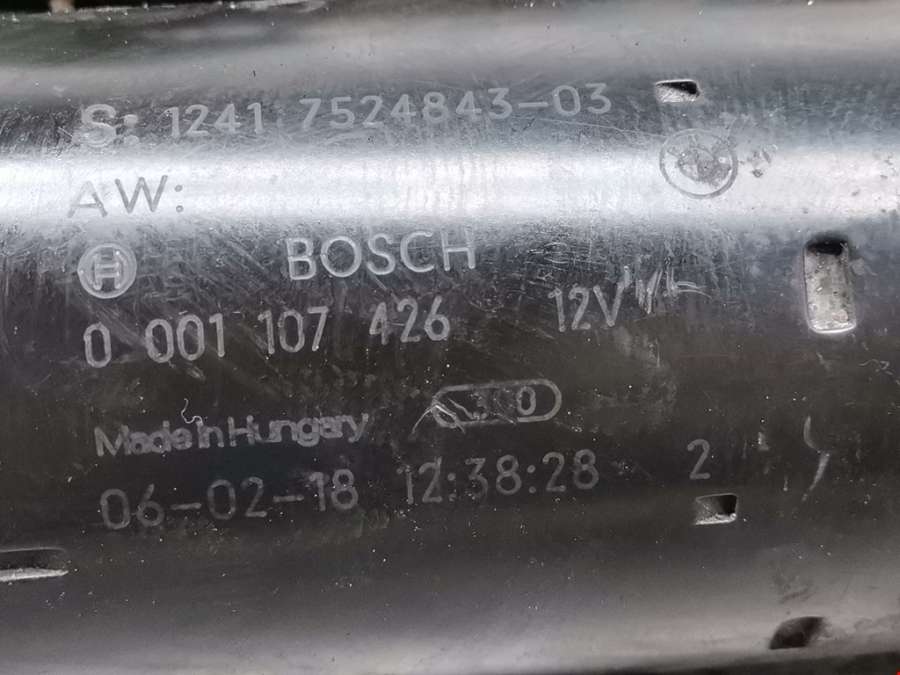 S: 1241 7524843-03
AW:
BOSCH
0 001 107 426 12V
Made in Hungary
06-02-18 12:38:28 2